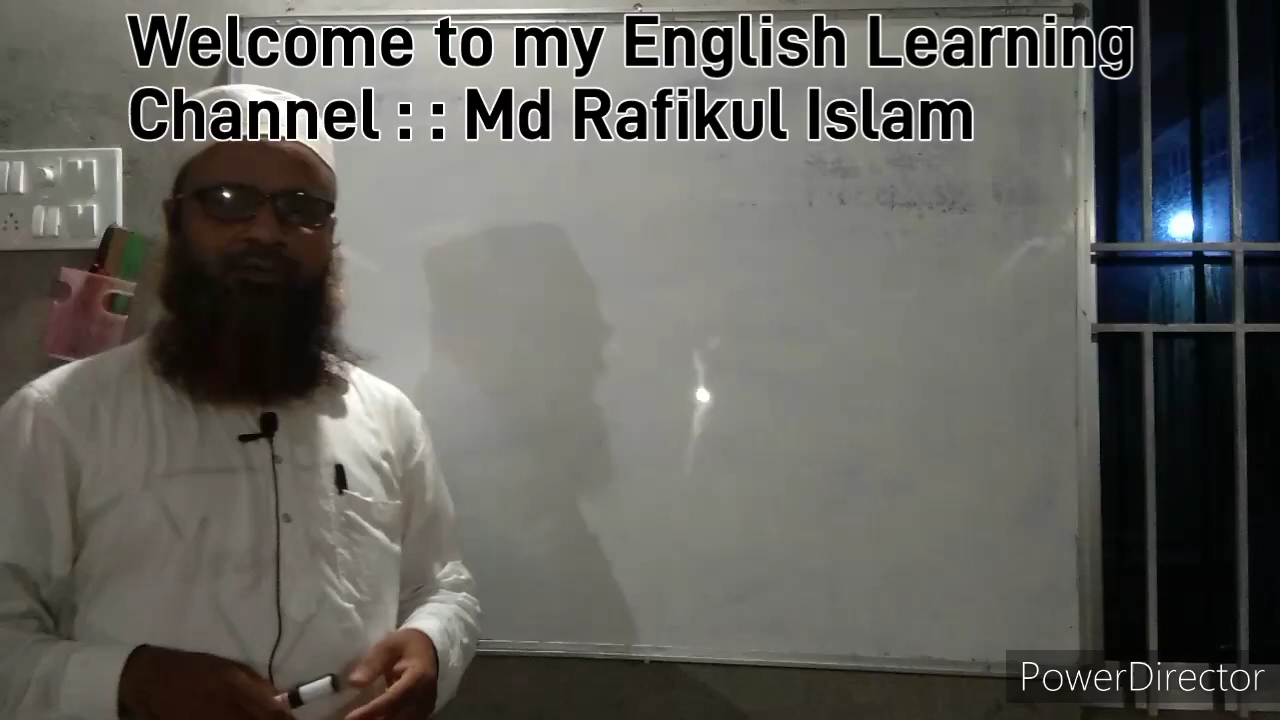 Welcome to my English Learning
Channel : : Md Rafikul Islam
PowerDirector